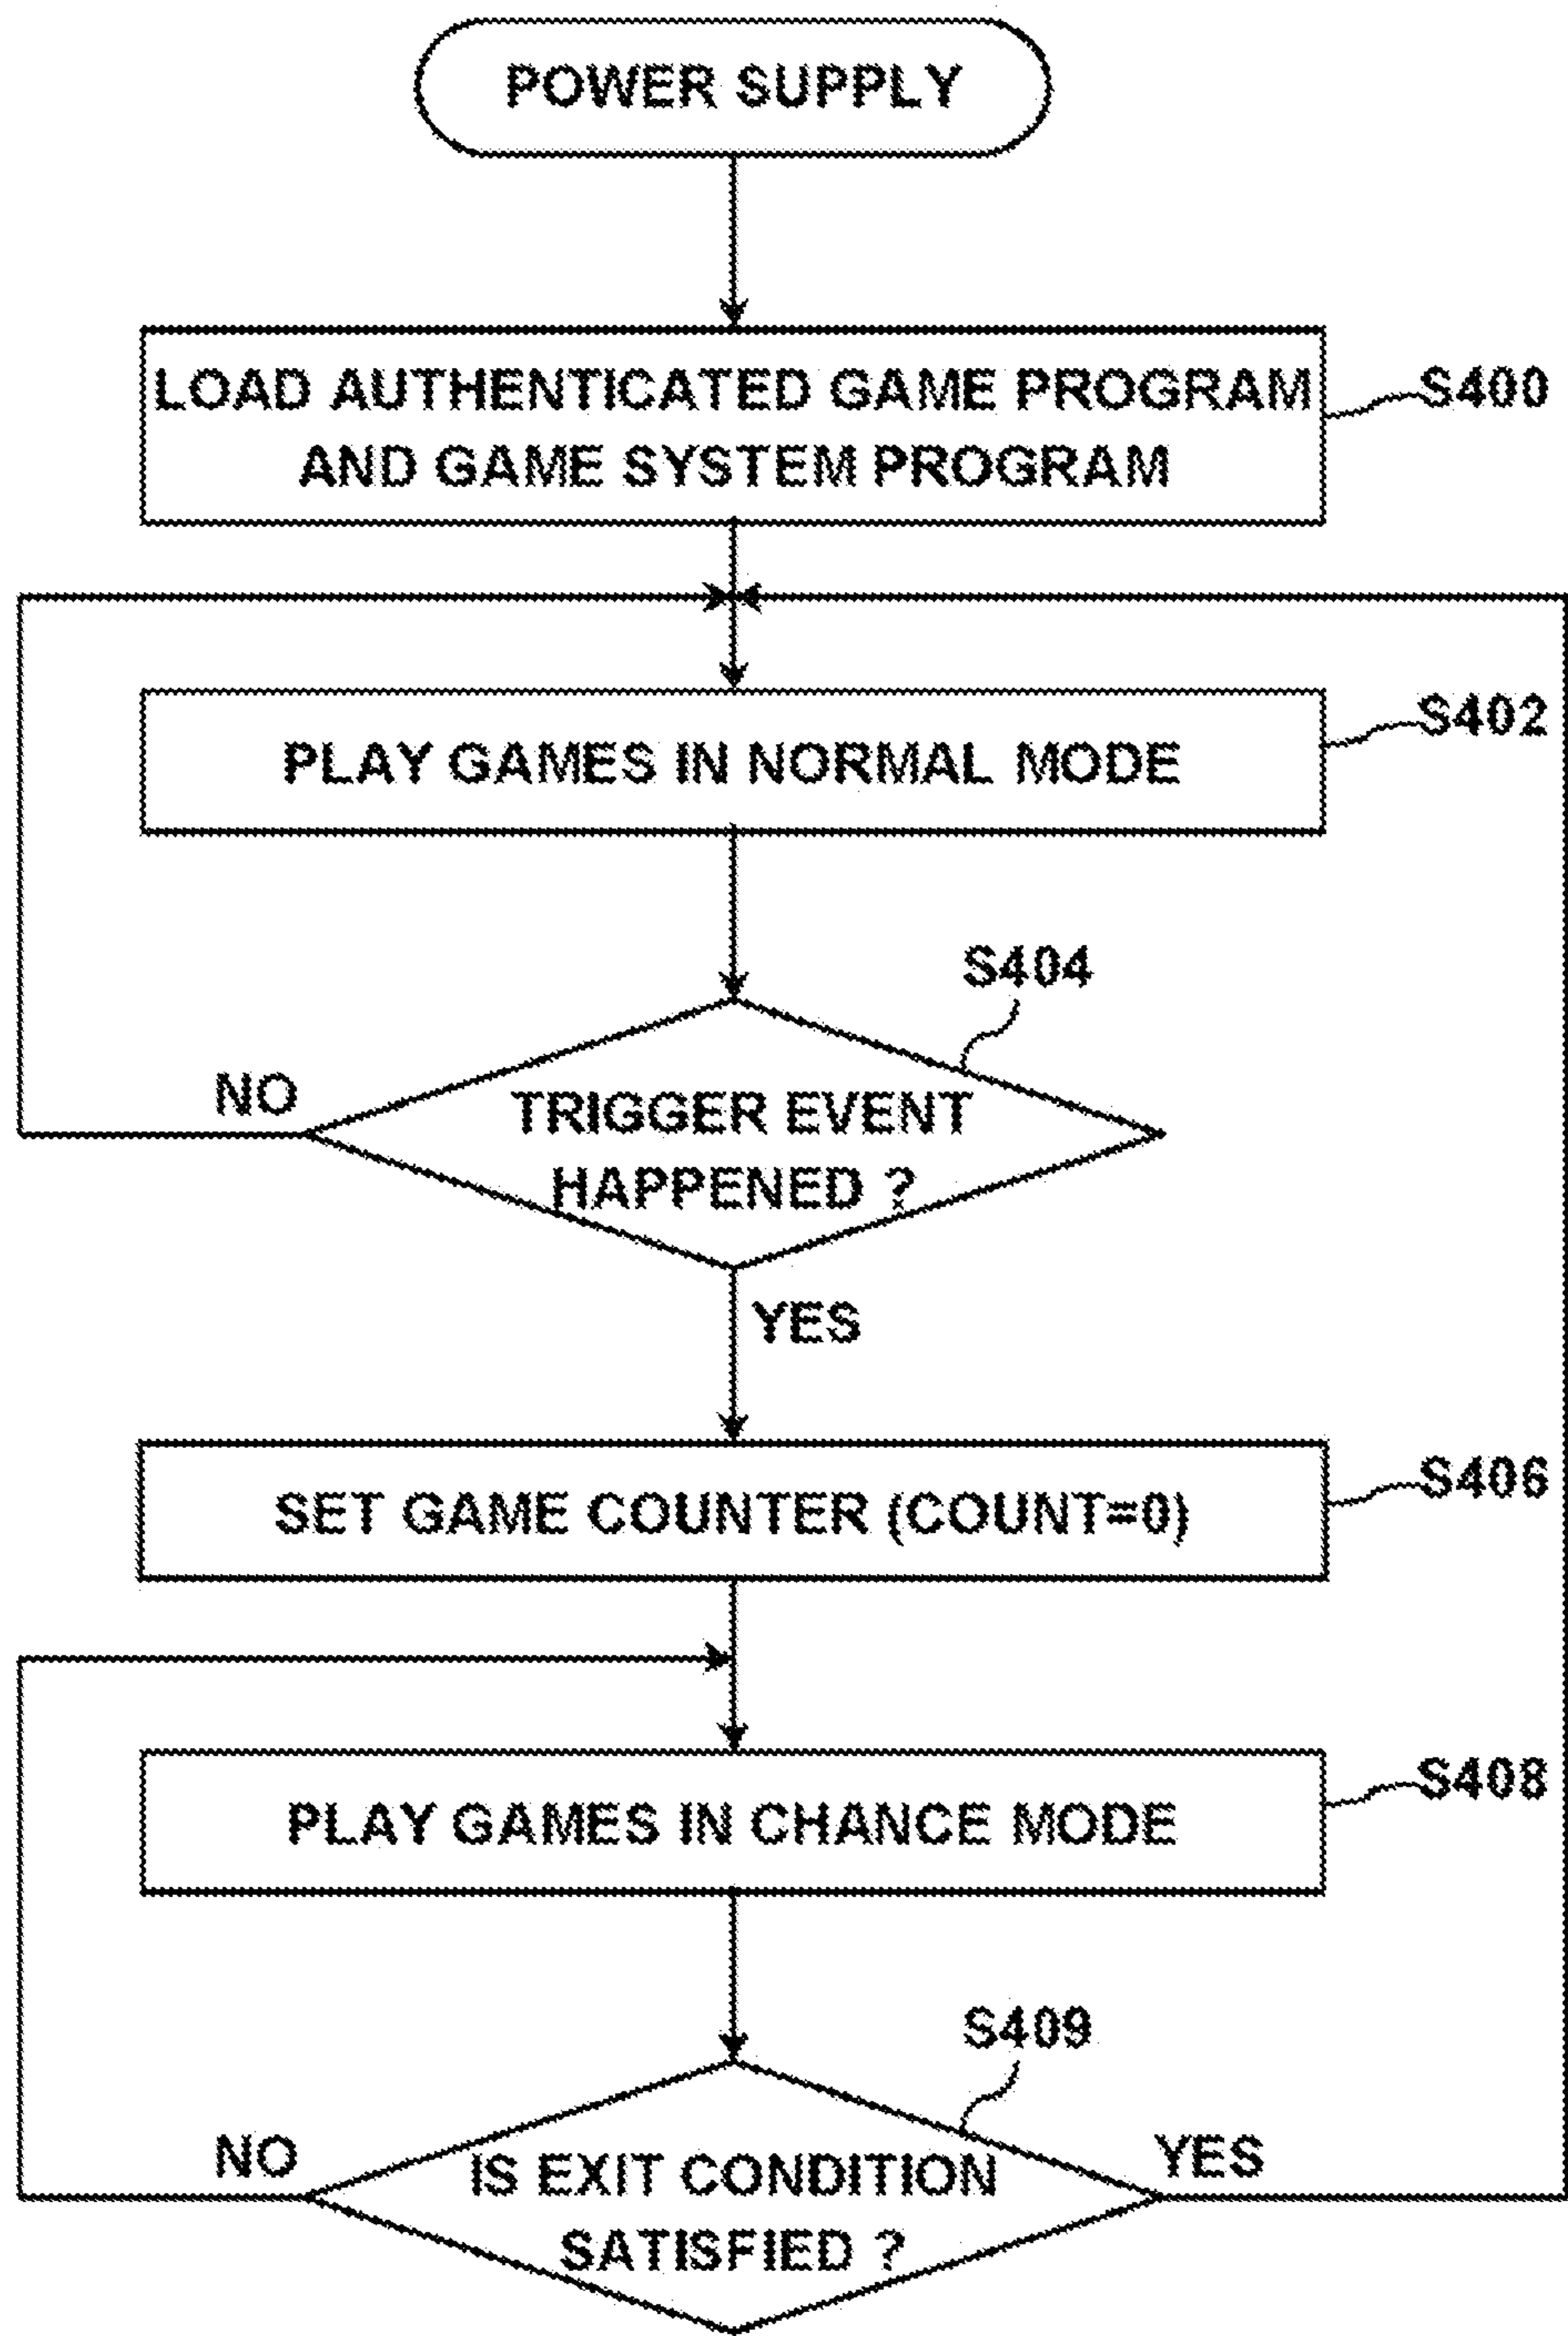 POWER SUPPLY
LOAD AUTHENTICATED GAME PROGRAM
AND GAME SYSTEM PROGRAM
S400
PLAY GAMES IN NORMAL MODE
S402
S404
TRIGGER EVENT
HAPPENED ?
NO
YES
SET GAME COUNTER (COUNT=0)
S406
PLAY GAMES IN CHANCE MODE
S408
S409
IS EXIT CONDITION
SATISFIED ?
NO
YES